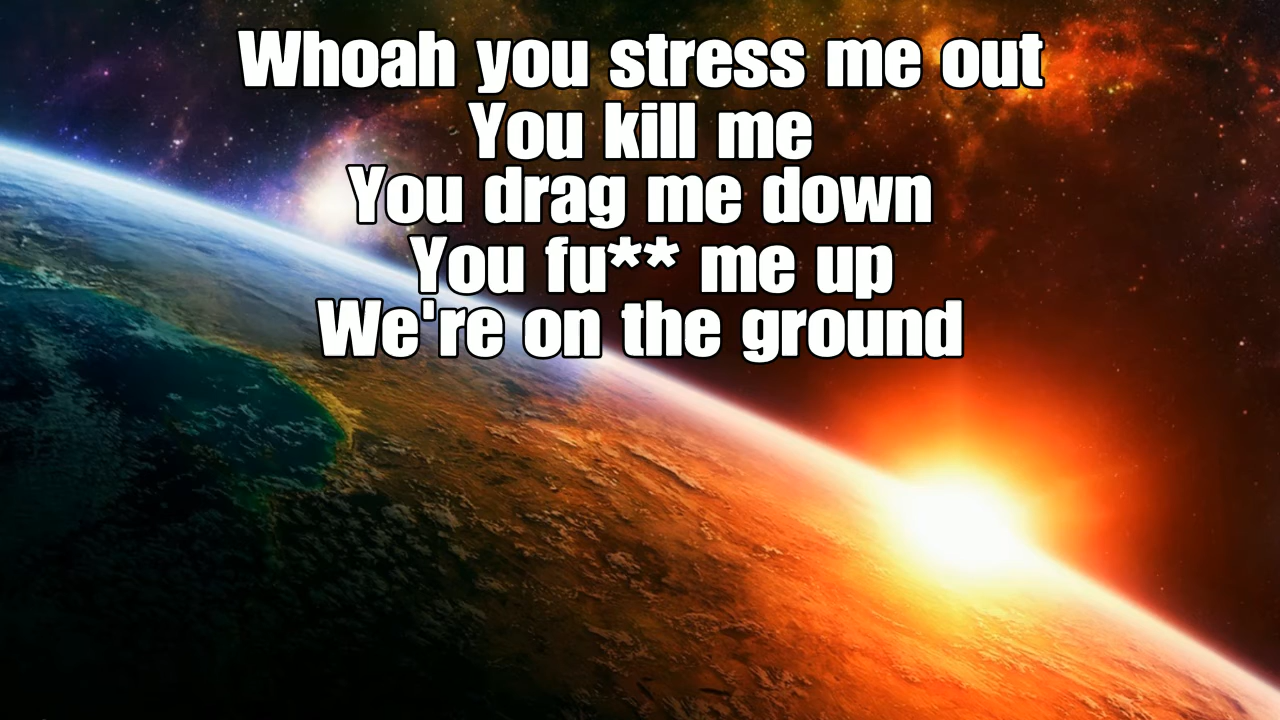 Whoah you stress me out
You kill me
You drag me down
You fu** me up
We're on the ground